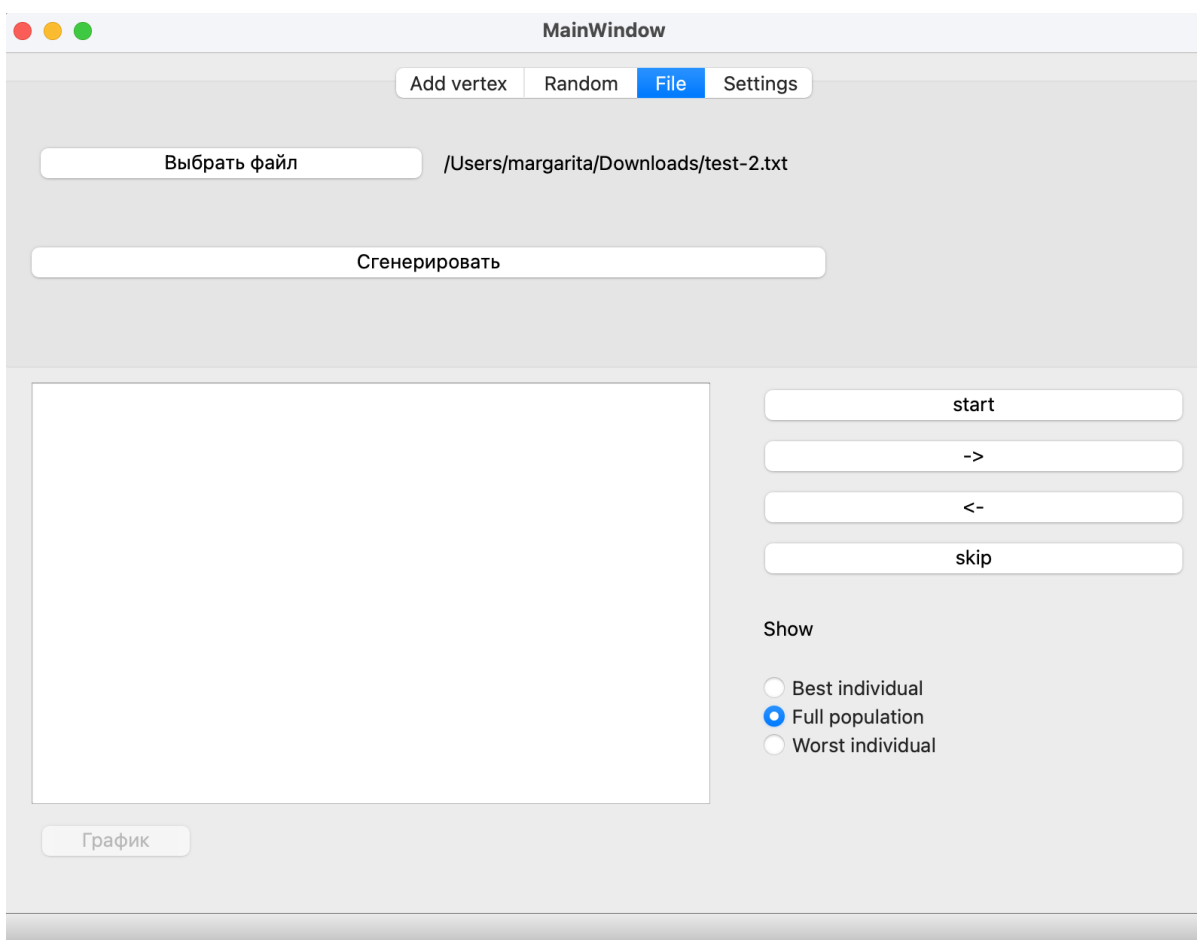 MainWindow
Add vertex Random File Settings
Выбрать файл /Users/margarita/Downloads/test-2.txt
Сгенерировать
start
->
<-
skip
Show
Best individual
Full population
Worst individual
График